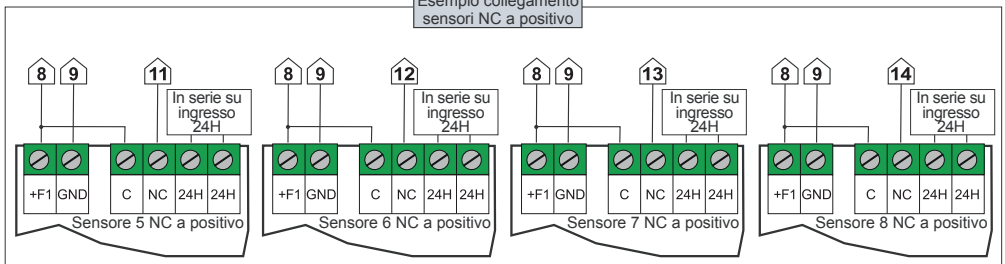 Esempio collegamento
sensori NC a positivo
8 9 11
In serie su
ingresso
24H
+F1 GND C NC 24H 24H
Sensore 5 NC a positivo
8 9 12
In serie su
ingresso
24H
+F1 GND C NC 24H 24H
Sensore 6 NC a positivo
8 9 13
In serie su
ingresso
24H
+F1 GND C NC 24H 24H
Sensore 7 NC a positivo
8 9 14
In serie su
ingresso
24H
+F1 GND C NC 24H 24H
Sensore 8 NC a positivo